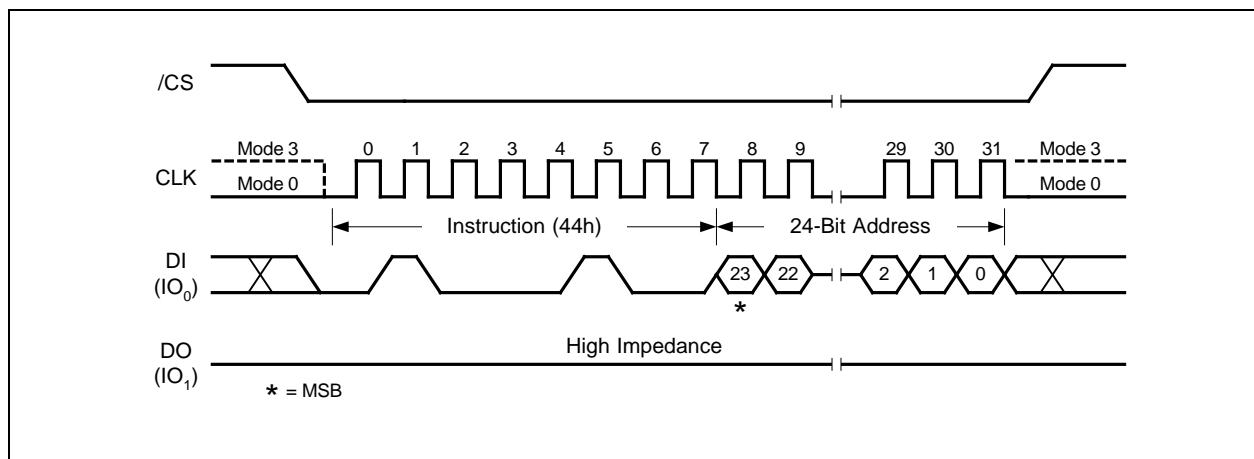 /CS
Mode 3 0 1 2 3 4 5 6 7 8 9 29 30 31 Mode 3
CLK
Mode 0 Mode 0
Instruction (44h) 24-Bit Address
DI
(IO₀)
23 22 2 1 0
*
High Impedance
DO
(IO₁)
* = MSB